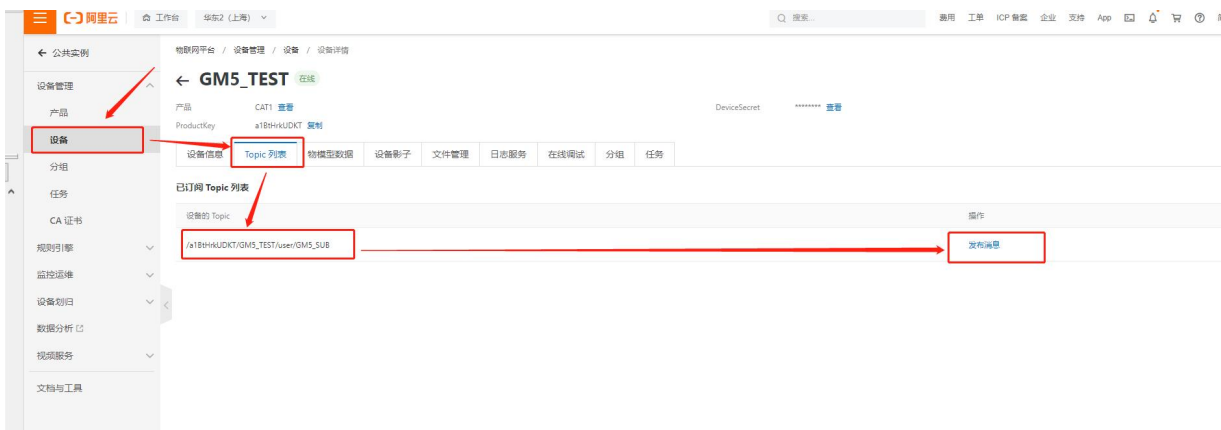 阿里云 工作台 华东2（上海） 搜索... 费用 工单 ICP 备案 企业 支持 App
公共实例
物联网平台 / 设备管理 / 设备 / 设备详情
设备管理
GM5_TEST 在线
产品
产品 CAT1 查看 DeviceSecret ******** 查看
ProductKey a1BtHrkUDKT 复制
设备
设备信息 Topic 列表 物模型数据 设备影子 文件管理 日志服务 在线调试 分组 任务
分组
任务
已订阅 Topic 列表
CA 证书
设备的 Topic 操作
规则引擎
/a1BtHrkUDKT/GM5_TEST/user/GM5_SUB 发布消息
监控运维
设备划归
数据分析
视频服务
文档与工具